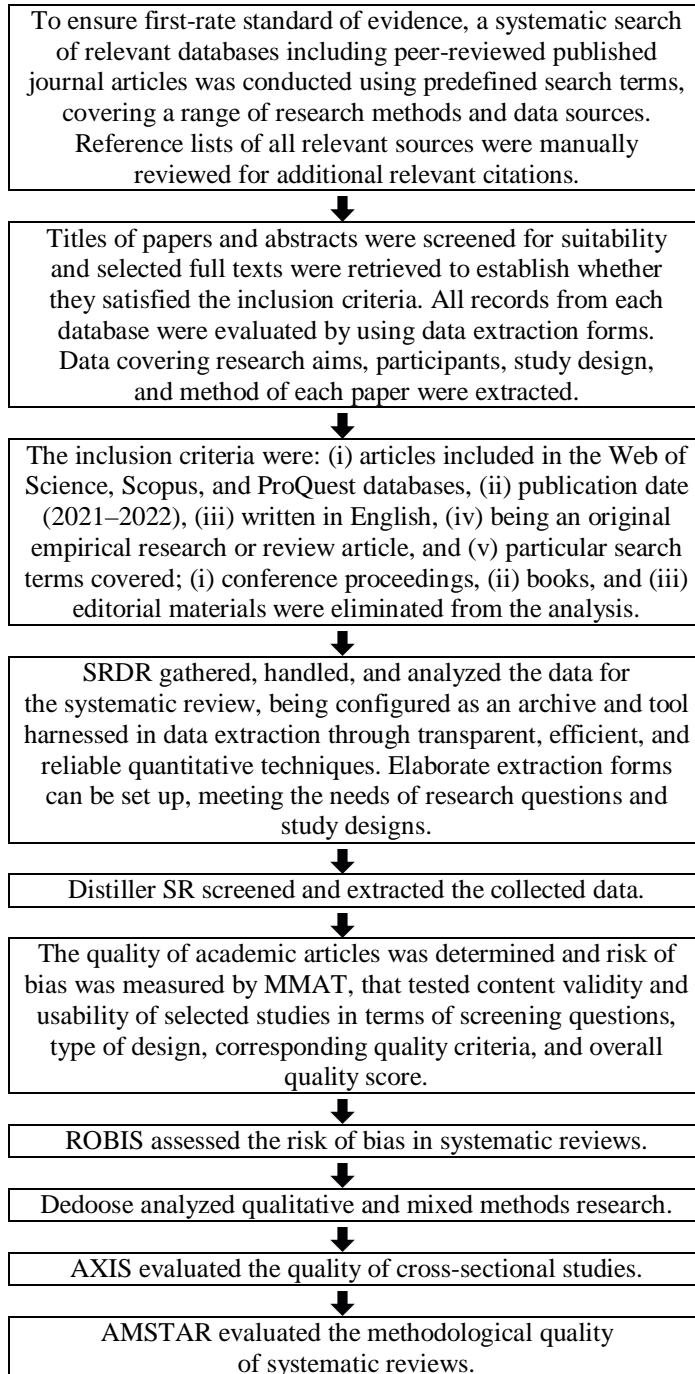 To ensure first-rate standard of evidence, a systematic search
of relevant databases including peer-reviewed published
journal articles was conducted using predefined search terms,
covering a range of research methods and data sources.
Reference lists of all relevant sources were manually
reviewed for additional relevant citations.
Titles of papers and abstracts were screened for suitability
and selected full texts were retrieved to establish whether
they satisfied the inclusion criteria. All records from each
database were evaluated by using data extraction forms.
Data covering research aims, participants, study design,
and method of each paper were extracted.
The inclusion criteria were: (i) articles included in the Web of
Science, Scopus, and ProQuest databases, (ii) publication date
(2021–2022), (iii) written in English, (iv) being an original
empirical research or review article, and (v) particular search
terms covered; (i) conference proceedings, (ii) books, and (iii)
editorial materials were eliminated from the analysis.
SRDR gathered, handled, and analyzed the data for
the systematic review, being configured as an archive and tool
harnessed in data extraction through transparent, efficient, and
reliable quantitative techniques. Elaborate extraction forms
can be set up, meeting the needs of research questions and
study designs.
Distiller SR screened and extracted the collected data.
The quality of academic articles was determined and risk of
bias was measured by MMAT, that tested content validity and
usability of selected studies in terms of screening questions,
type of design, corresponding quality criteria, and overall
quality score.
ROBIS assessed the risk of bias in systematic reviews.
Dedoose analyzed qualitative and mixed methods research.
AXIS evaluated the quality of cross-sectional studies.
AMSTAR evaluated the methodological quality
of systematic reviews.